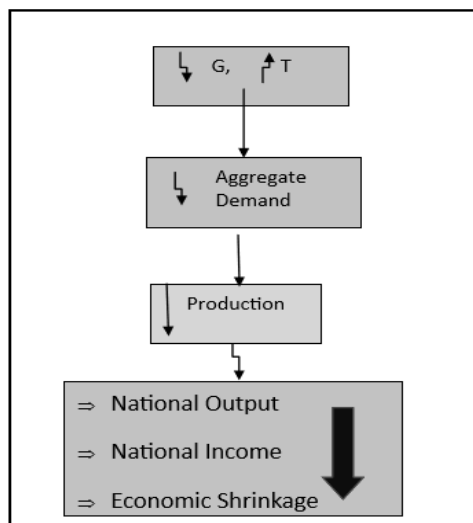 G, T
Aggregate
Demand
Production
⇒ National Output
⇒ National Income
⇒ Economic Shrinkage